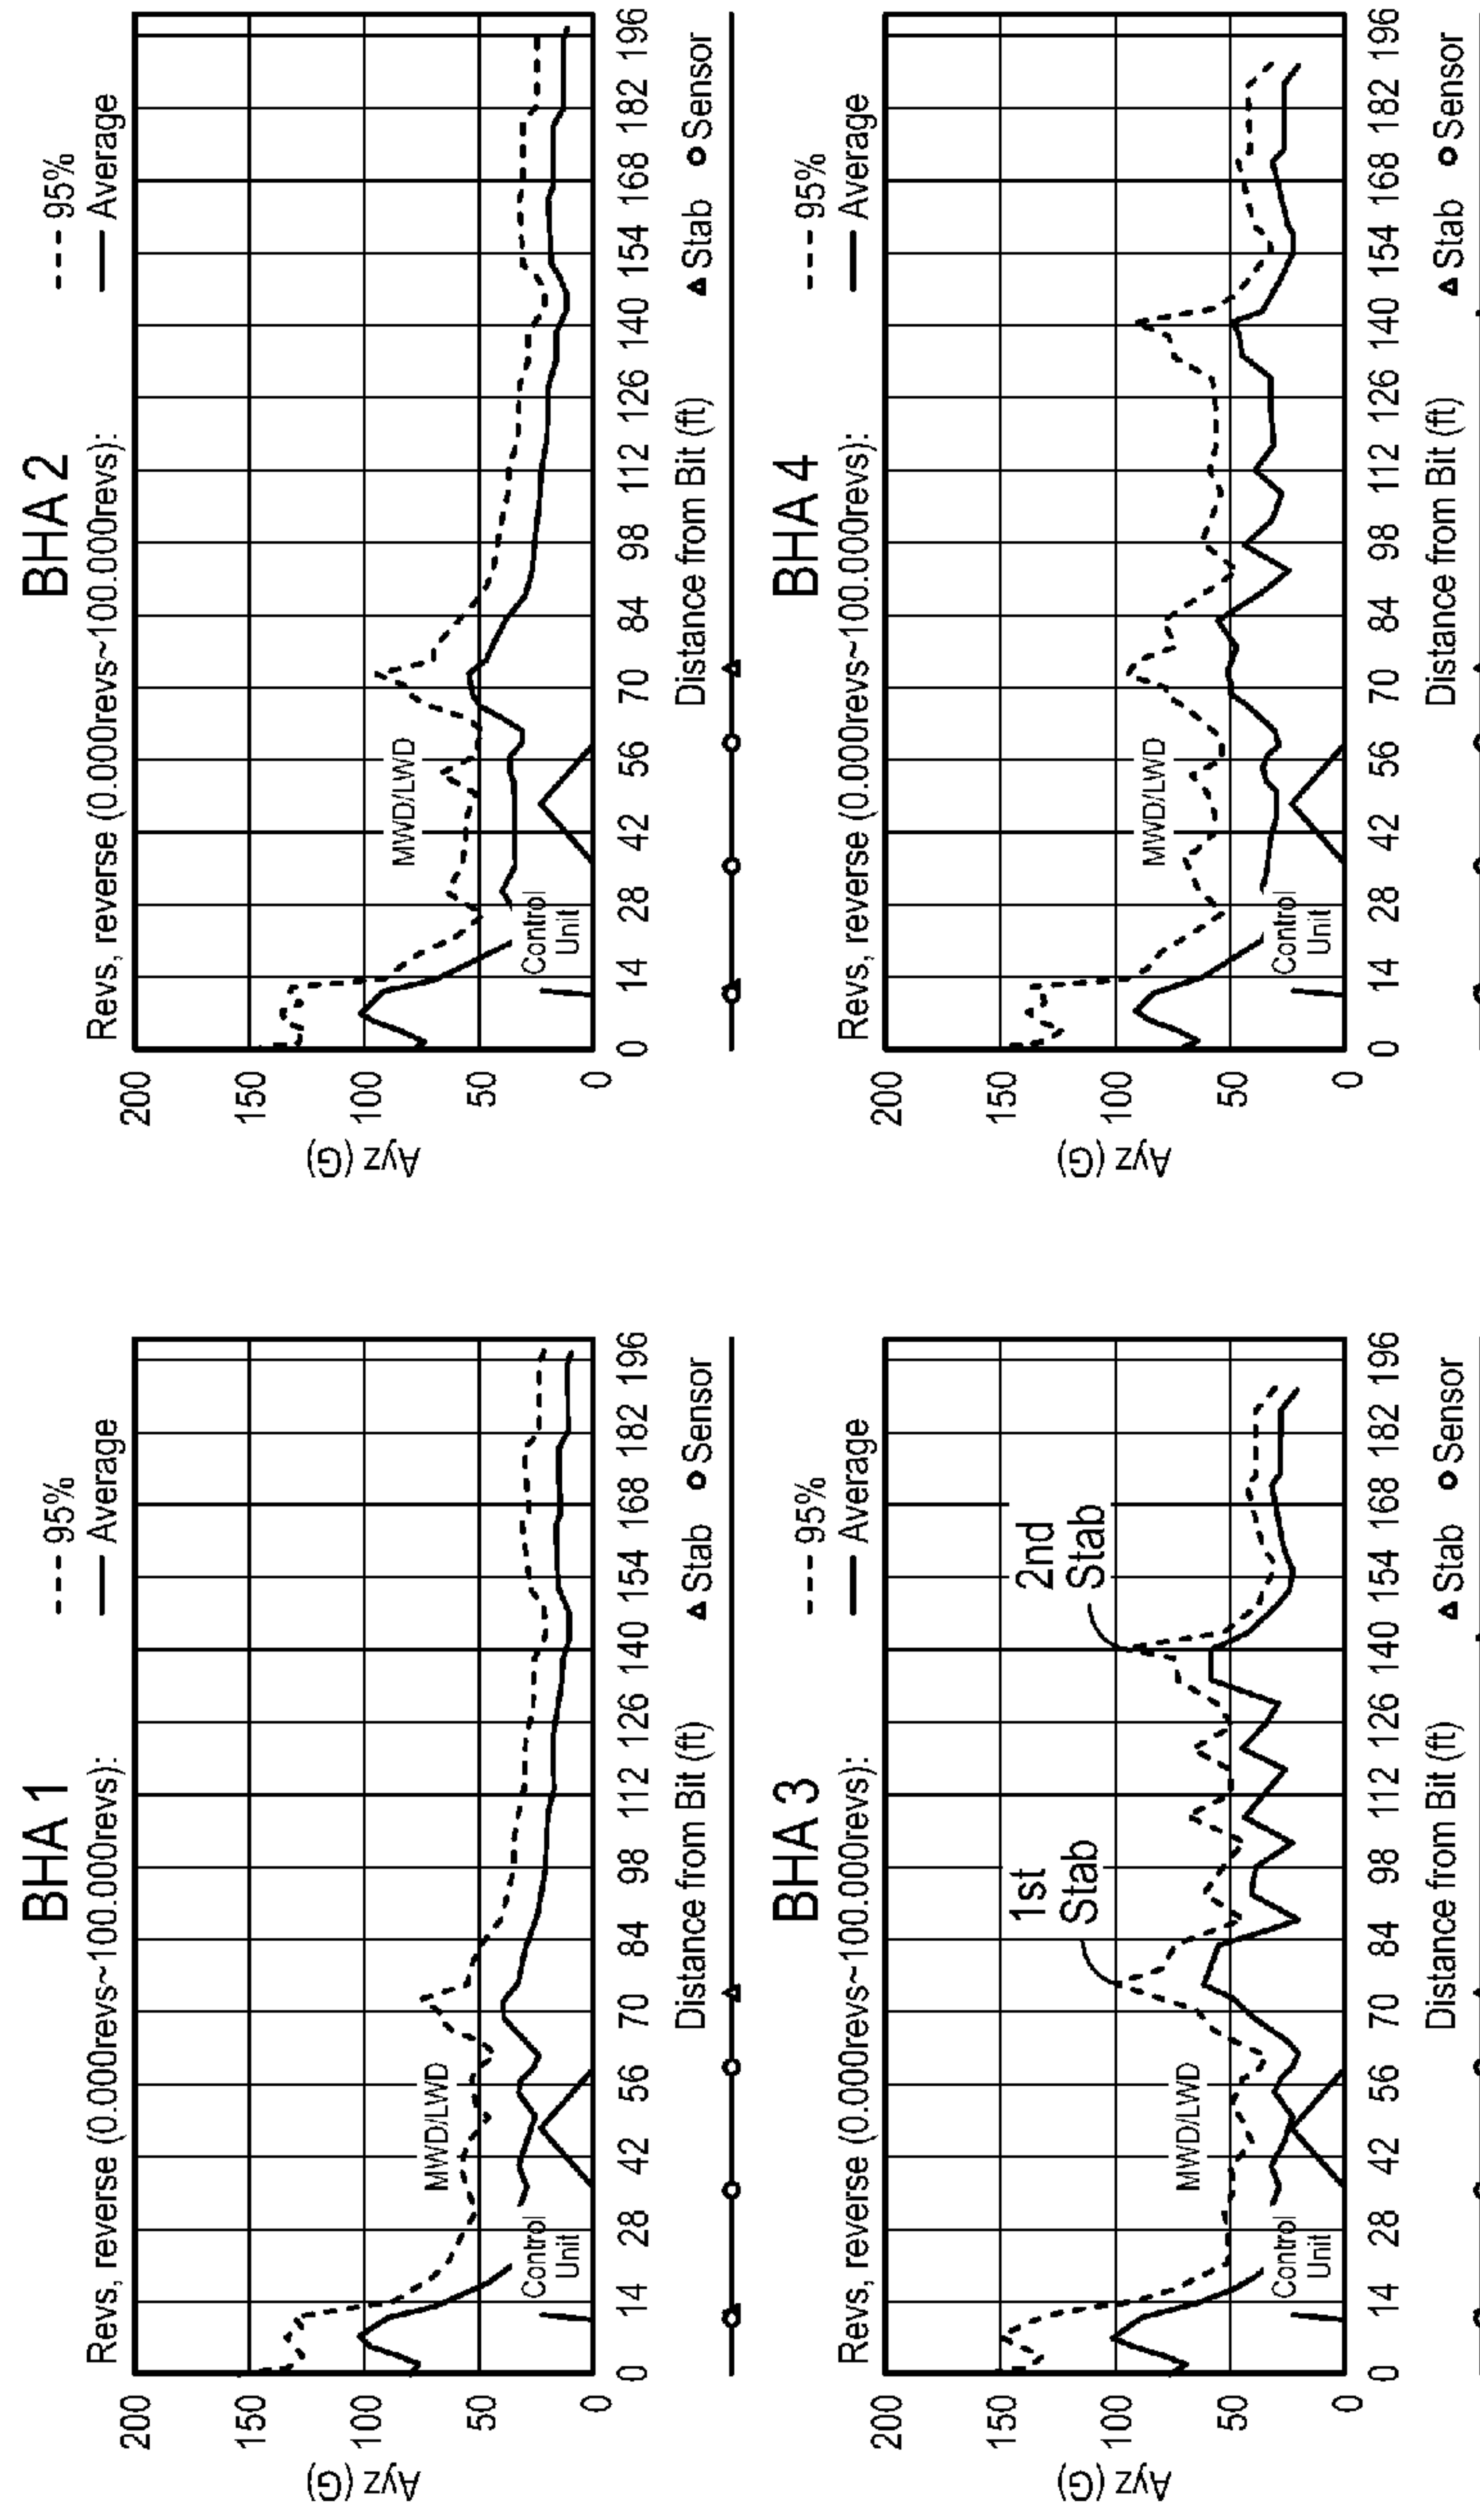 BHA 1
Revs, reverse (0.000revs~100.000revs):
--- 95%
— Average
Ayz (G)
200
150
100
50
0
MWD/LWD
Control
Unit
0 14 28 42 56 70 84 98 112 126 140 154 168 182 196
Distance from Bit (ft)
Stab
Sensor
BHA 2
Revs, reverse (0.000revs~100.000revs):
--- 95%
— Average
Ayz (G)
200
150
100
50
0
MWD/LWD
Control
Unit
0 14 28 42 56 70 84 98 112 126 140 154 168 182 196
Distance from Bit (ft)
Stab
Sensor
BHA 3
Revs, reverse (0.000revs~100.000revs):
--- 95%
— Average
Ayz (G)
200
150
100
50
0
1st
Stab
2nd
Stab
MWD/LWD
Control
Unit
0 14 28 42 56 70 84 98 112 126 140 154 168 182 196
Distance from Bit (ft)
Stab
Sensor
BHA 4
Revs, reverse (0.000revs~100.000revs):
--- 95%
— Average
Ayz (G)
200
150
100
50
0
MWD/LWD
Control
Unit
0 14 28 42 56 70 84 98 112 126 140 154 168 182 196
Distance from Bit (ft)
Stab
Sensor